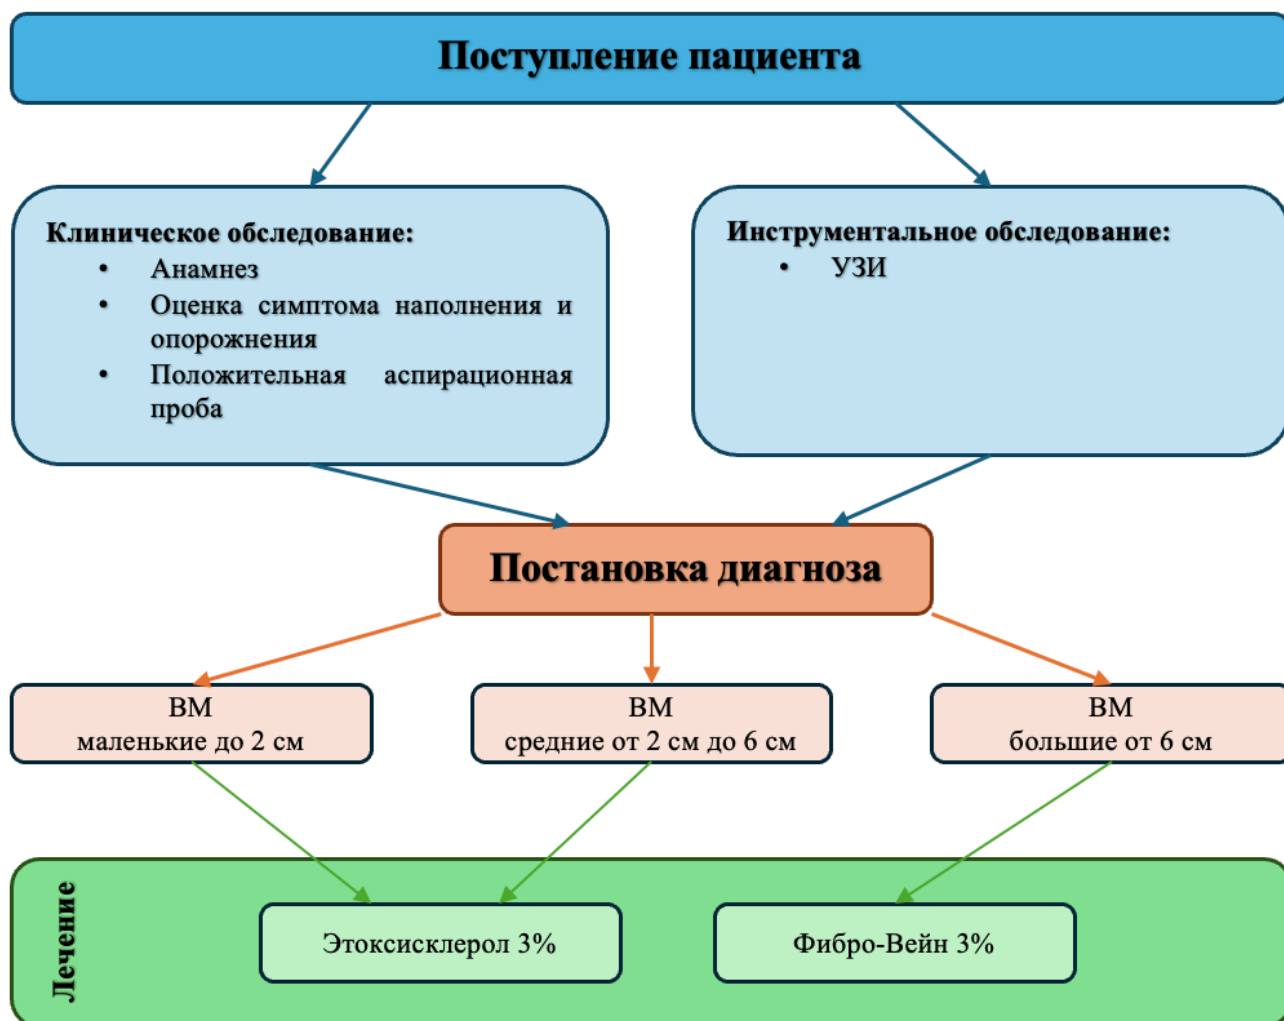 Поступление пациента
Клиническое обследование:
• Анамнез
• Оценка симптома наполнения и
опорожнения
• Положительная аспирационная
проба
Инструментальное обследование:
• УЗИ
Постановка диагноза
ВМ
маленькие до 2 см
ВМ
средние от 2 см до 6 см
ВМ
большие от 6 см
Лечение
Этоксисклерол 3%
Фибро-Вейн 3%